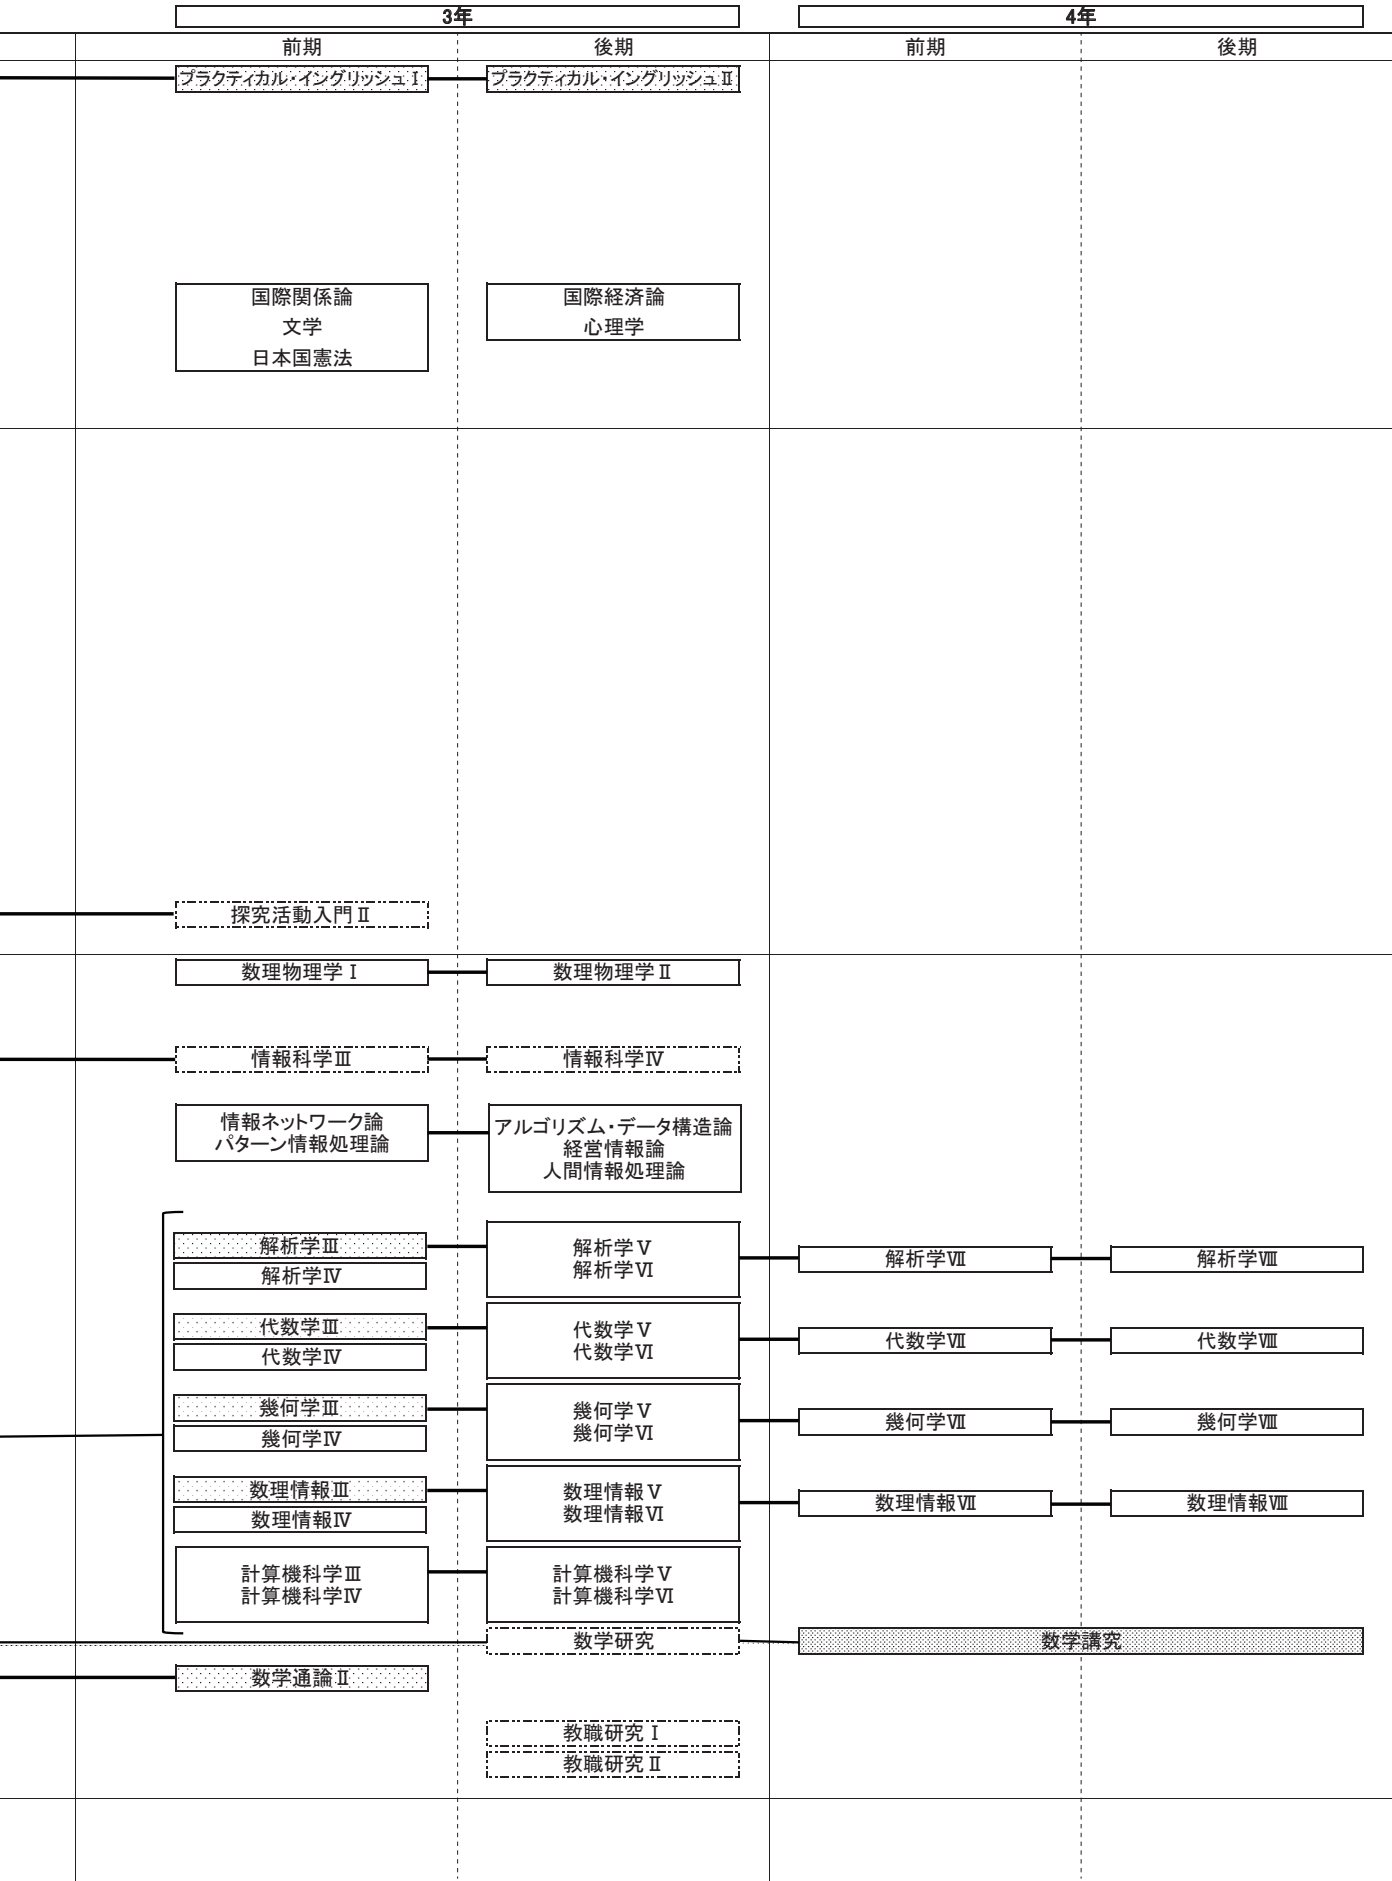 3年
4年
前期
後期
前期
後期
プラクティカル・イングリッシュⅠ
プラクティカル・イングリッシュⅡ
国際関係論
文学
日本国憲法
国際経済論
心理学
探究活動入門Ⅱ
数理物理学Ⅰ
数理物理学Ⅱ
情報科学Ⅲ
情報科学Ⅳ
情報ネットワーク論
パターン情報処理論
アルゴリズム・データ構造論
経営情報論
人間情報処理論
解析学Ⅲ
解析学Ⅳ
解析学Ⅴ
解析学Ⅵ
解析学Ⅶ
解析学Ⅷ
代数学Ⅲ
代数学Ⅳ
代数学Ⅴ
代数学Ⅵ
代数学Ⅶ
代数学Ⅷ
幾何学Ⅲ
幾何学Ⅳ
幾何学Ⅴ
幾何学Ⅵ
幾何学Ⅶ
幾何学Ⅷ
数理情報Ⅲ
数理情報Ⅳ
数理情報Ⅴ
数理情報Ⅵ
数理情報Ⅶ
数理情報Ⅷ
計算機科学Ⅲ
計算機科学Ⅳ
計算機科学Ⅴ
計算機科学Ⅵ
数学研究
数学講究
数学通論Ⅱ
教職研究Ⅰ
教職研究Ⅱ